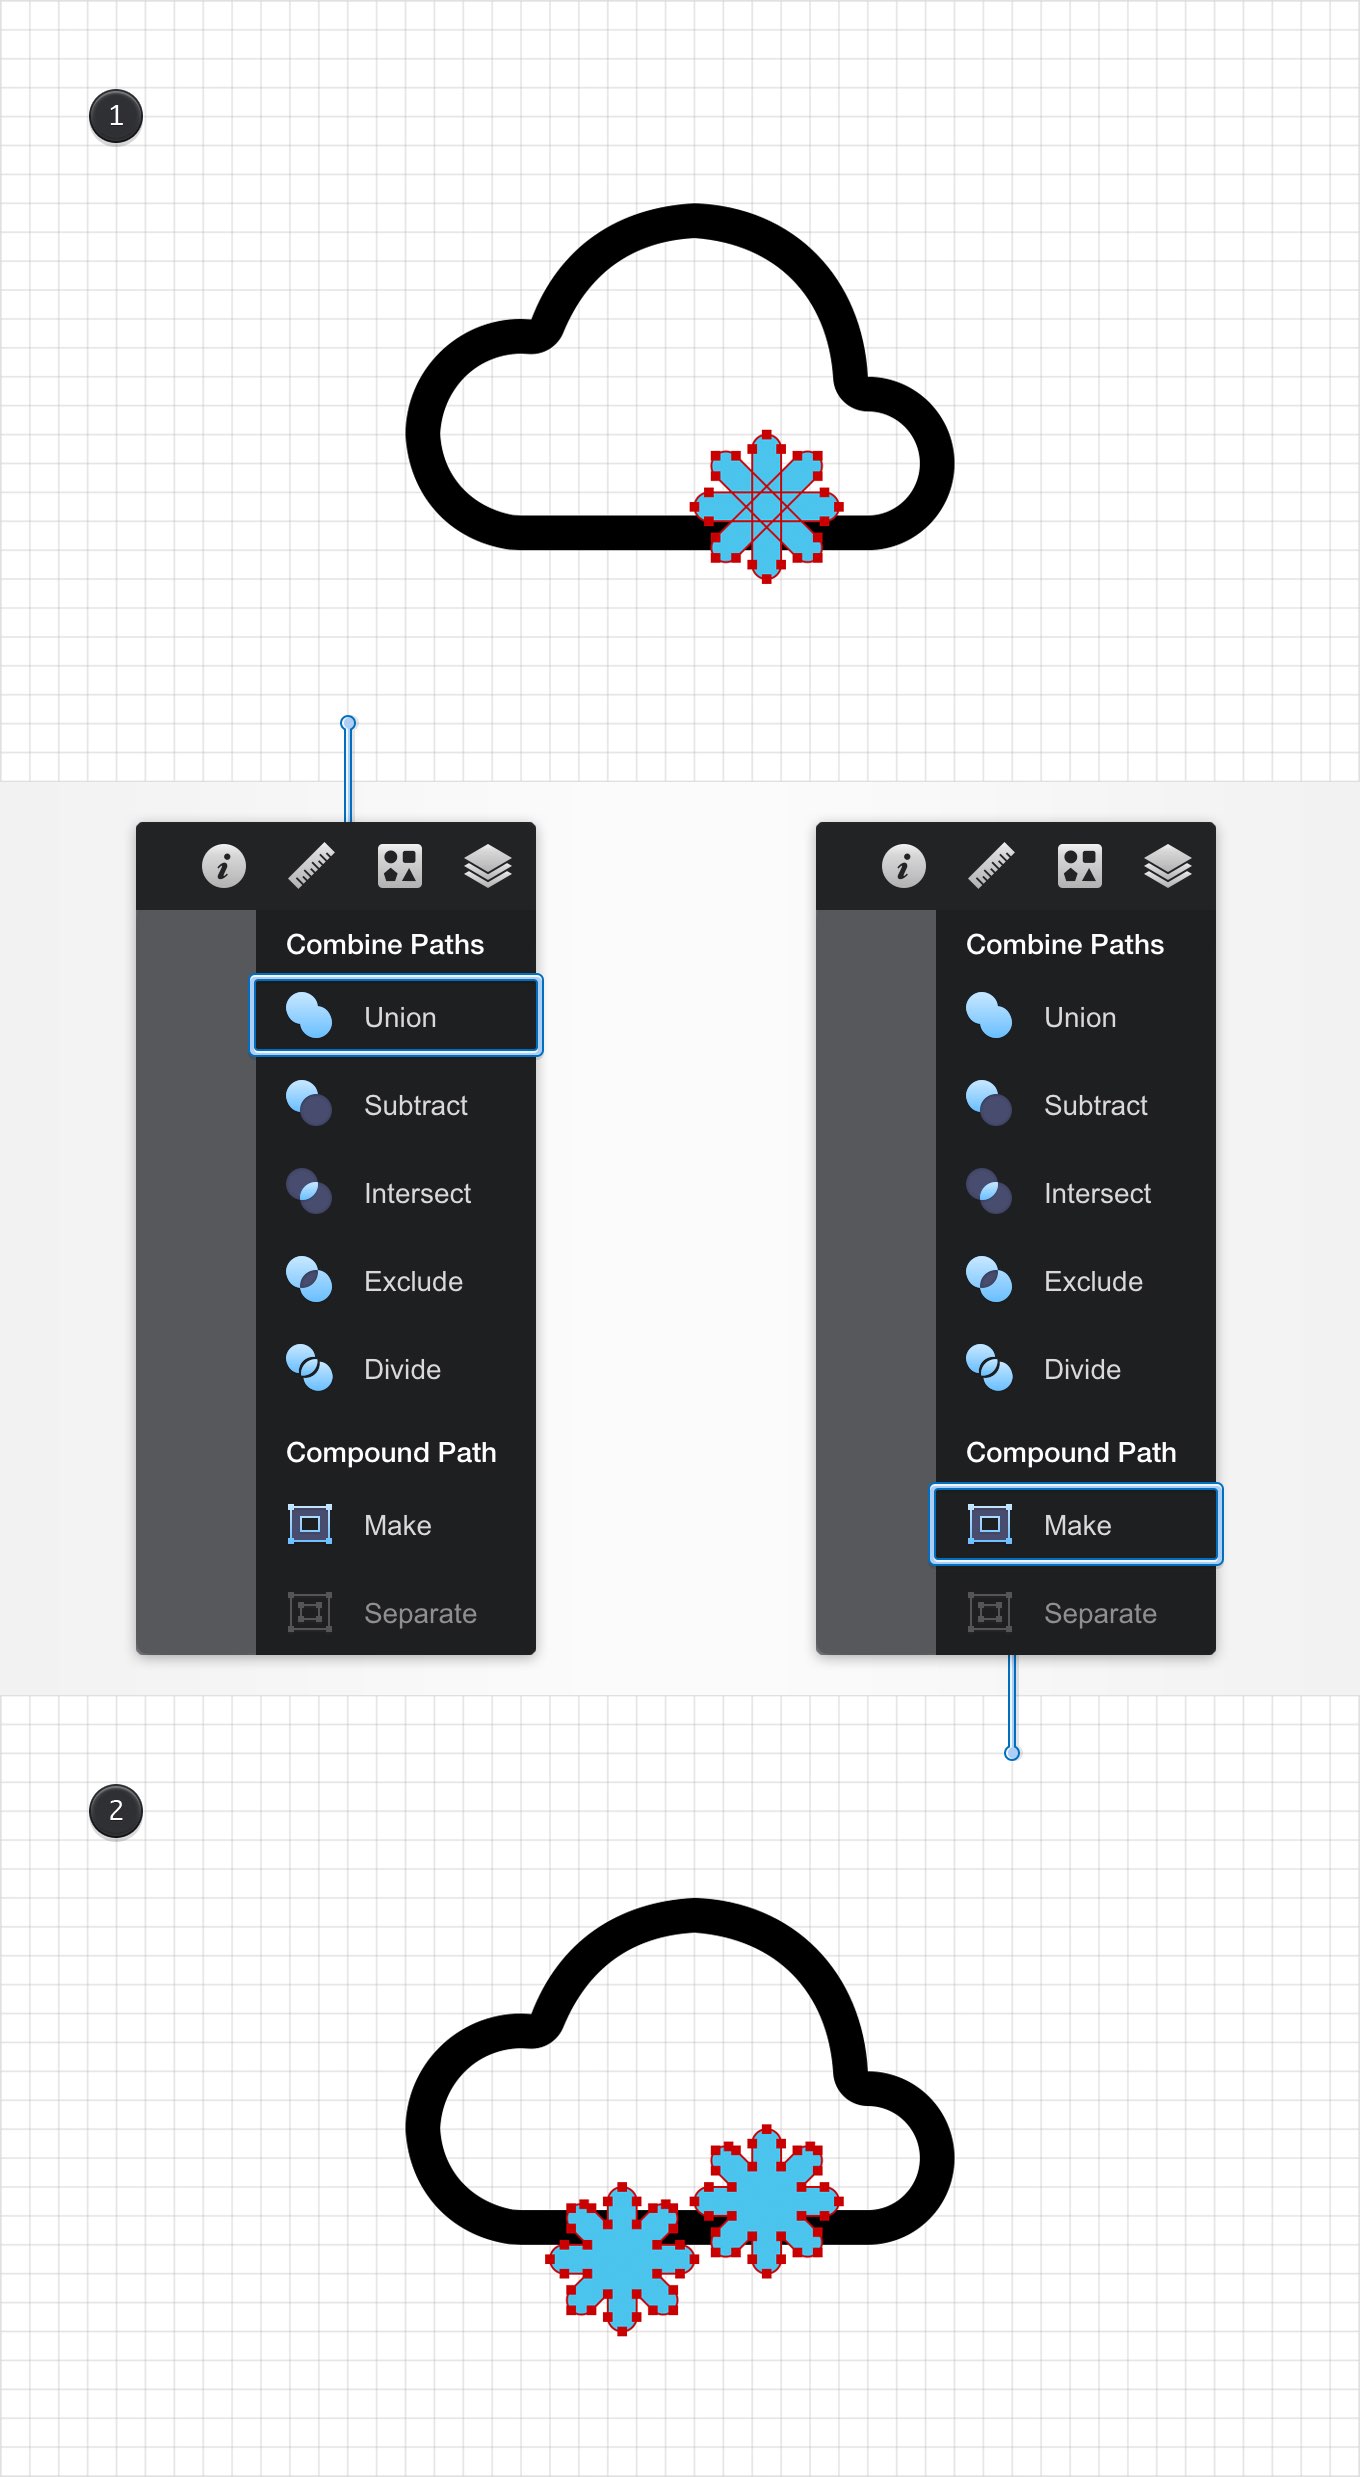 1
i
Combine Paths
Union
Subtract
Intersect
Exclude
Divide
Compound Path
Make
Separate
i
Combine Paths
Union
Subtract
Intersect
Exclude
Divide
Compound Path
Make
Separate
2